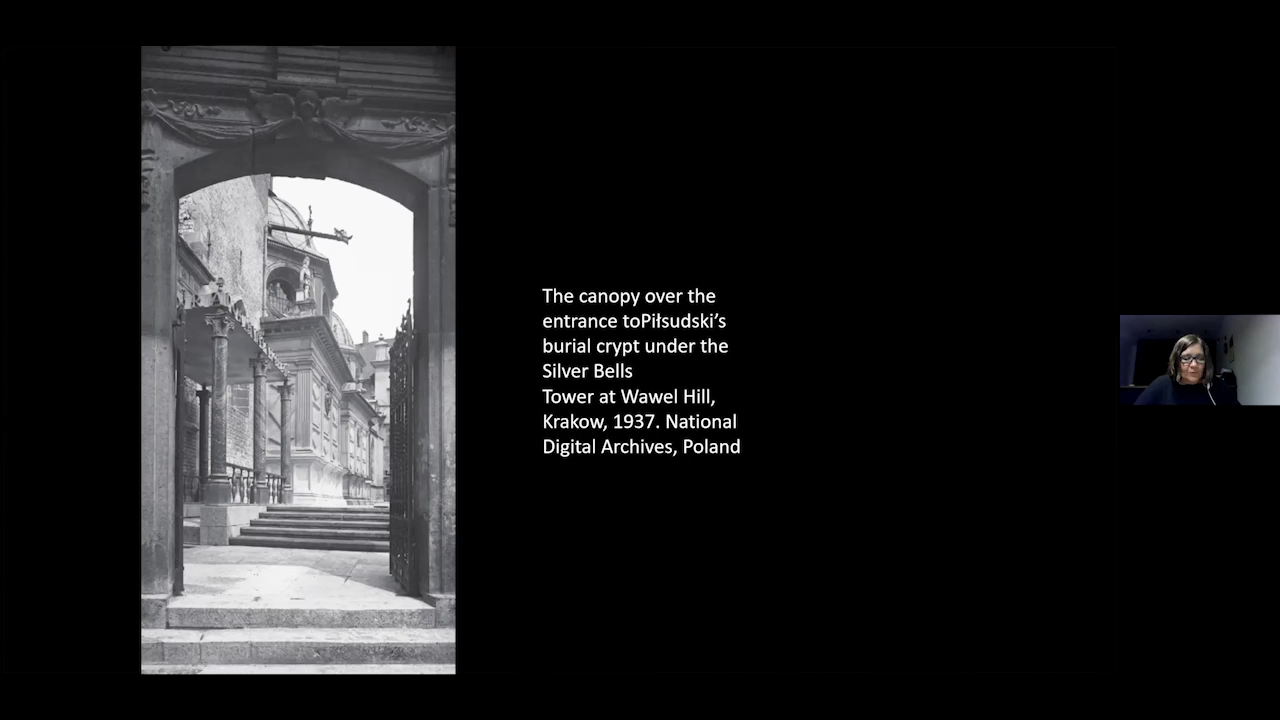 The canopy over the
entrance toPiłsudski’s
burial crypt under the
Silver Bells
Tower at Wawel Hill,
Krakow, 1937. National
Digital Archives, Poland